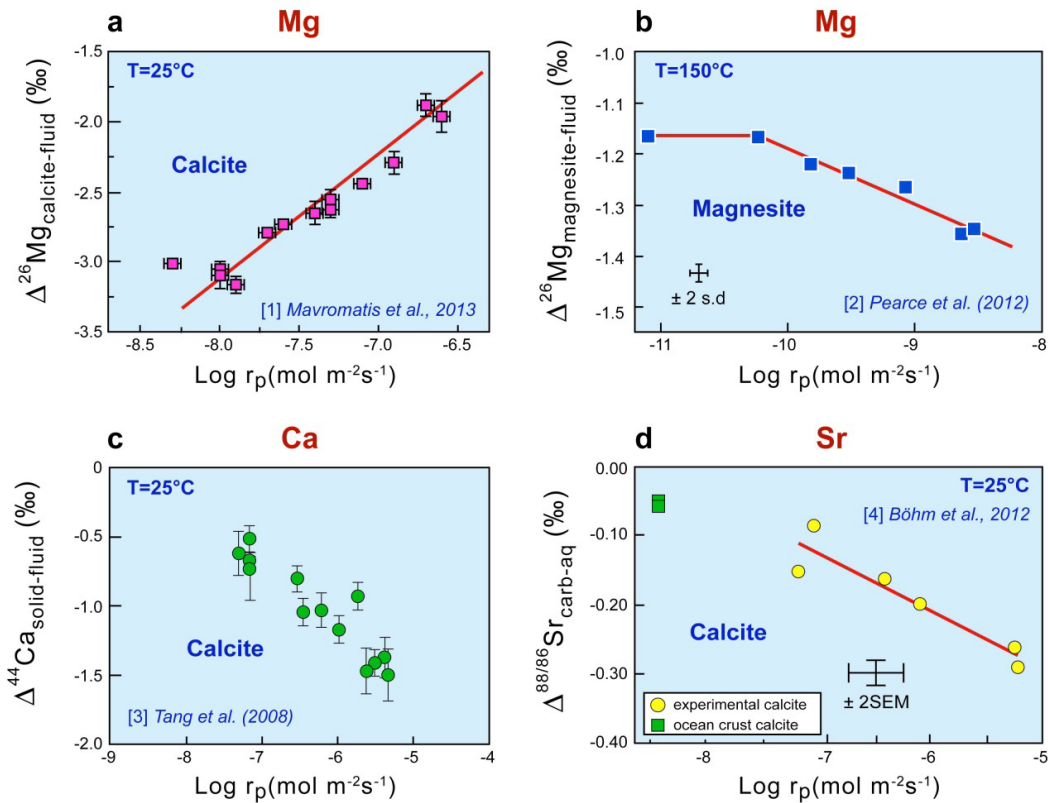 a Mg
-1.5
-2.0
-2.5
-3.0
-3.5
Δ26Mgcalcite-fluid (‰)
T=25°C
Calcite
[1] Mavromatis et al., 2013
-8.5 -8.0 -7.5 -7.0 -6.5
Log rp(mol m-2s-1)
b Mg
-1.0
-1.1
-1.2
-1.3
-1.4
-1.5
Δ26Mgmagnesite-fluid (‰)
T=150°C
Magnesite
± 2 s.d
[2] Pearce et al. (2012)
-11 -10 -9 -8
Log rp(mol m-2s-1)
c Ca
0
-0.5
-1.0
-1.5
-2.0
Δ44Casolid-fluid (‰)
T=25°C
Calcite
[3] Tang et al. (2008)
-9 -8 -7 -6 -5 -4
Log rp(mol m-2s-1)
d Sr
0.00
-0.10
-0.20
-0.30
-0.40
Δ88/86Srcarb-aq (‰)
T=25°C
[4] Böhm et al., 2012
Calcite
± 2SEM
experimental calcite
ocean crust calcite
-8 -7 -6 -5
Log rp(mol m-2s-1)